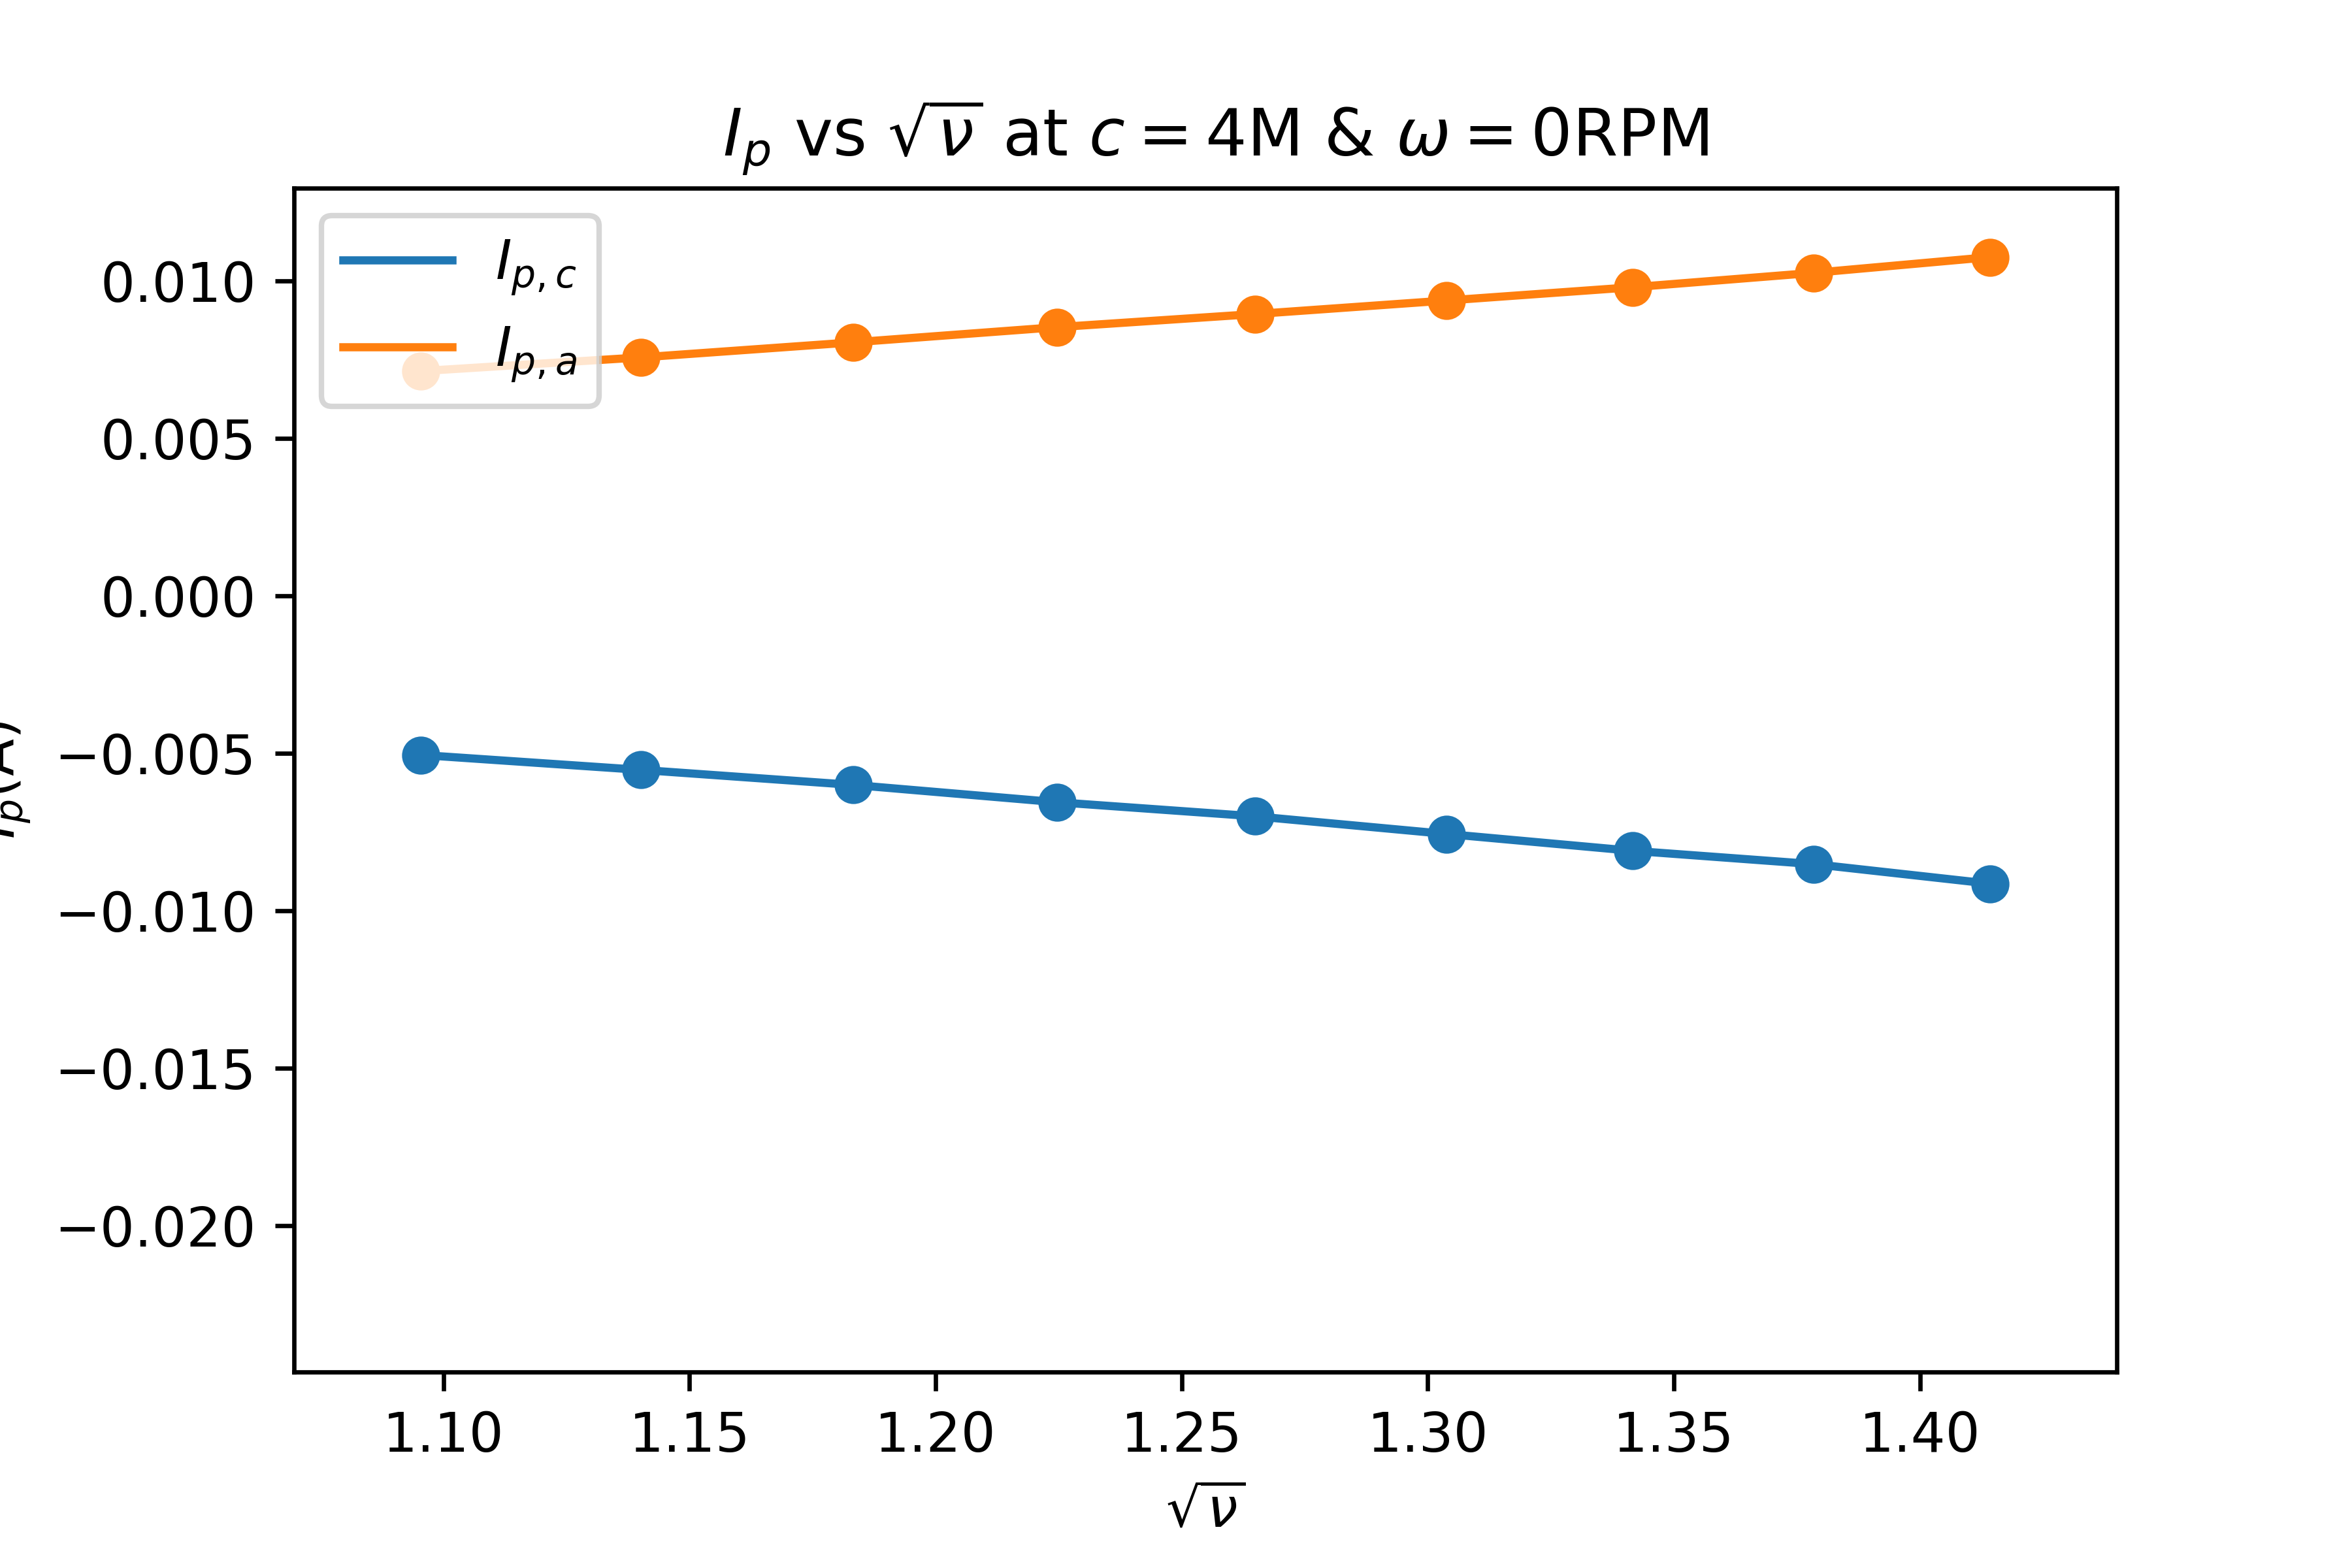 I_p vs √ν at c = 4M & ω = 0RPM
I_{p, c}
I_{p, a}
0.010
0.005
0.000
−0.005
−0.010
−0.015
−0.020
I_p(A)
1.10 1.15 1.20 1.25 1.30 1.35 1.40
√ν